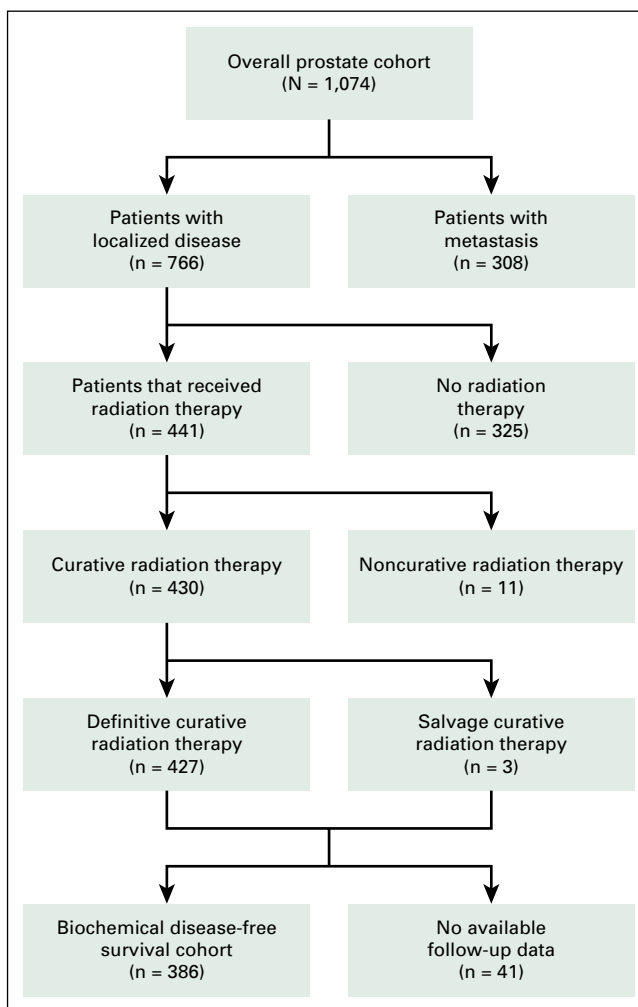 Overall prostate cohort
(N = 1,074)
Patients with
localized disease
(n = 766)
Patients with
metastasis
(n = 308)
Patients that received
radiation therapy
(n = 441)
No radiation
therapy
(n = 325)
Curative radiation therapy
(n = 430)
Noncurative radiation therapy
(n = 11)
Definitive curative
radiation therapy
(n = 427)
Salvage curative
radiation therapy
(n = 3)
Biochemical disease-free
survival cohort
(n = 386)
No available
follow-up data
(n = 41)